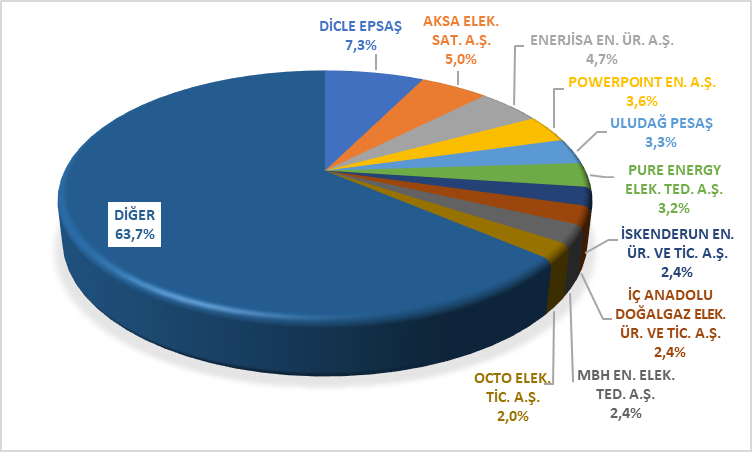 DİCLE EPSAŞ
7,3%
AKSA ELEK.
SAT. A.Ş.
5,0%
ENERJİSA EN. ÜR. A.Ş.
4,7%
POWERPOINT EN. A.Ş.
3,6%
ULUDAĞ PESAŞ
3,3%
PURE ENERGY
ELEK. TED. A.Ş.
3,2%
İSKENDERUN EN.
ÜR. VE TİC. A.Ş.
2,4%
İÇ ANADOLU
DOĞALGAZ ELEK.
ÜR. VE TİC. A.Ş.
2,4%
MBH EN. ELEK.
TED. A.Ş.
2,4%
OCTO ELEK.
TİC. A.Ş.
2,0%
DİĞER
63,7%